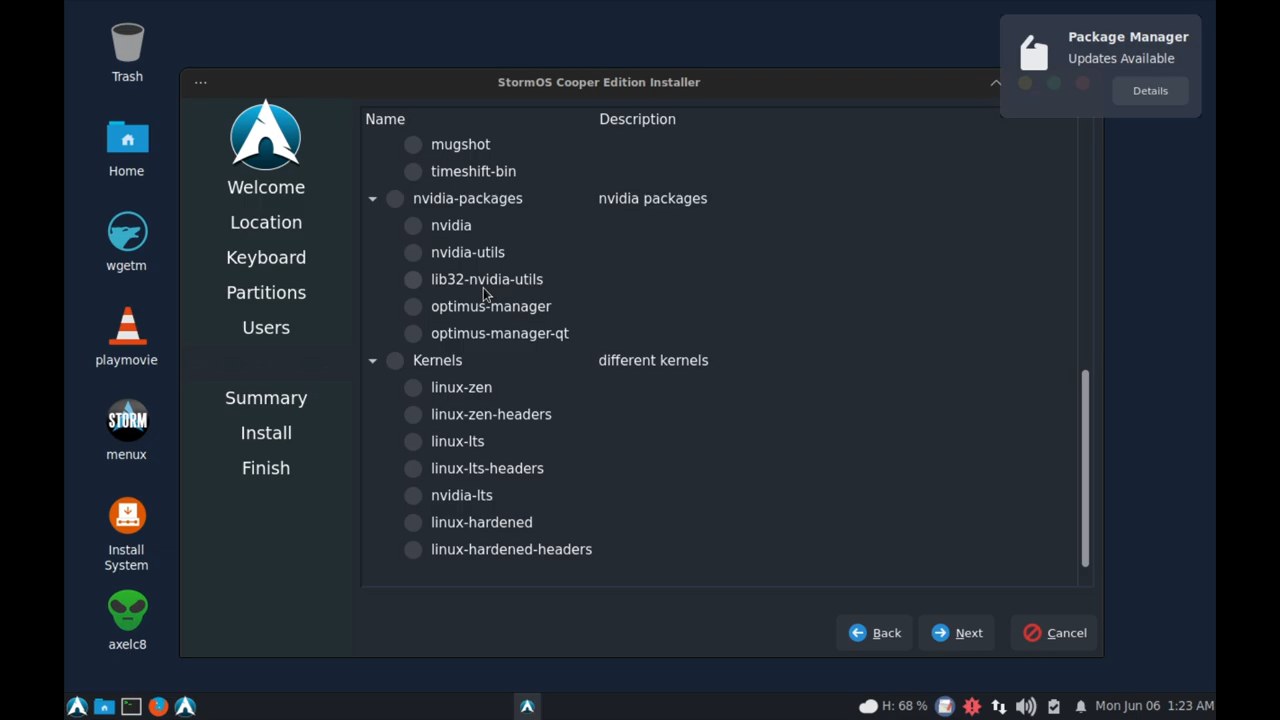 Trash
Home
wgetm
playmovie
STORM
menux
Install
System
axelc8
...
StormOS Cooper Edition Installer
Package Manager
Updates Available
Details
Welcome
Location
Keyboard
Partitions
Users
Summary
Install
Finish
Name Description
mugshot
timeshift-bin
nvidia-packages nvidia packages
nvidia
nvidia-utils
lib32-nvidia-utils
optimus-manager
optimus-manager-qt
Kernels different kernels
linux-zen
linux-zen-headers
linux-lts
linux-lts-headers
nvidia-lts
linux-hardened
linux-hardened-headers
Back Next Cancel
H: 68 % Mon Jun 06 1:23 AM